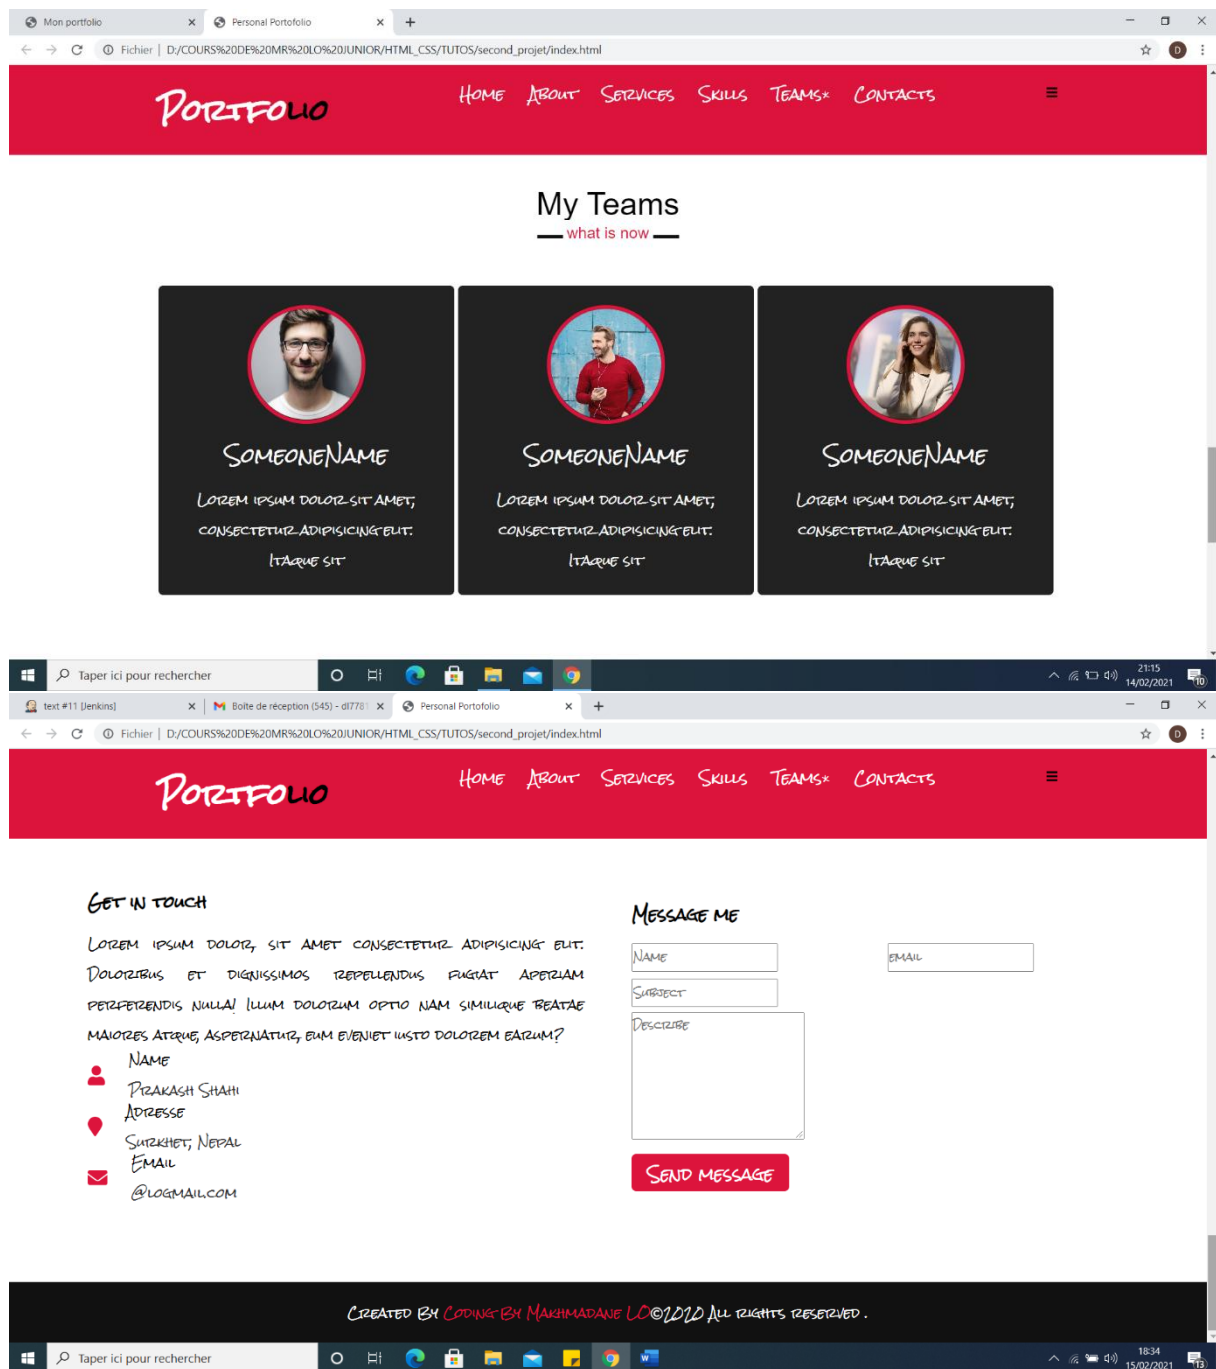 Mon portfolio
Personal Portofolio
Fichier | D:/COURS%20DE%20MR%20LO%20JUNIOR/HTML_CSS/TUTOS/second_projet/index.html
D
Portfolio
Home About Services Skills Teams* Contacts
My Teams
what is now
SomeoneName
Lorem ipsum dolor sit amet,
consectetur adipisicing elit.
Itaque sit
SomeoneName
Lorem ipsum dolor sit amet,
consectetur adipisicing elit.
Itaque sit
SomeoneName
Lorem ipsum dolor sit amet,
consectetur adipisicing elit.
Itaque sit
Taper ici pour rechercher
21:15
14/02/2021
10
text #11 [Jenkins]
Boîte de réception (545) - dl7781
Personal Portofolio
Fichier | D:/COURS%20DE%20MR%20LO%20JUNIOR/HTML_CSS/TUTOS/second_projet/index.html
D
Portfolio
Home About Services Skills Teams* Contacts
Get in touch
Lorem ipsum dolor, sit amet consectetur adipisicing elit.
Doloribus et dignissimos repellendus fugiat aperiam
perferendis nulla! Illum dolorum optio nam similique beatae
maiores atque, aspernatur, eum eveniet iusto dolorem earum?
Name
Prakash Shahi
Adresse
Surkhet, Nepal
Email
@logmail.com
Message me
Name
email
Subject
Describe
Send message
Created By Coding By Makhmadane LO©2020 All rights reserved .
Taper ici pour rechercher
18:34
15/02/2021
13